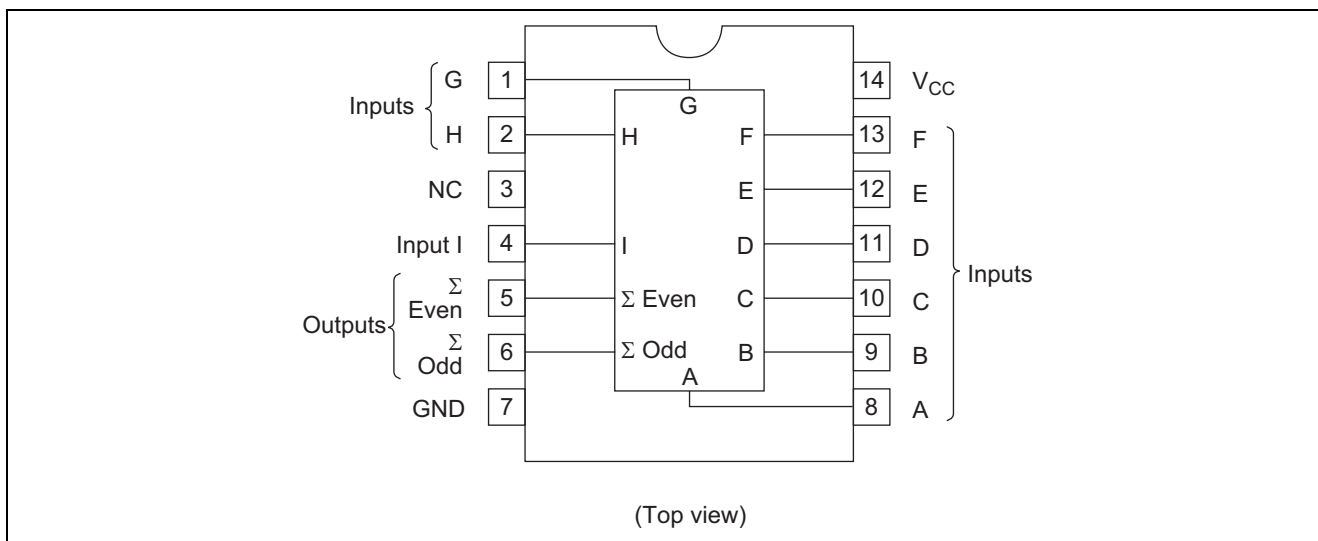 G 1 14 VCC
G
Inputs
H 2 H F 13 F
NC 3 E 12 E
Input I 4 I D 11 D
Inputs
Σ
Even 5 Σ Even C 10 C
Outputs
Σ
Odd 6 Σ Odd B 9 B
A
GND 7 8 A
(Top view)